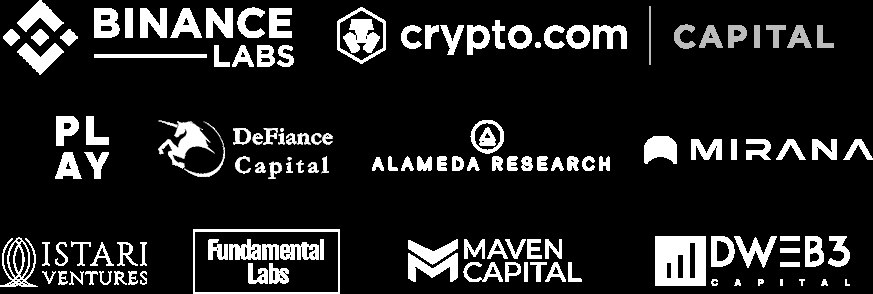 BINANCE
LABS
crypto.com
CAPITAL
PL
AY
DeFiance
Capital
ALAMEDA RESEARCH
MIRANA
ISTARI
VENTURES
Fundamental
Labs
MAVEN
CAPITAL
DWEB3
CAPITAL